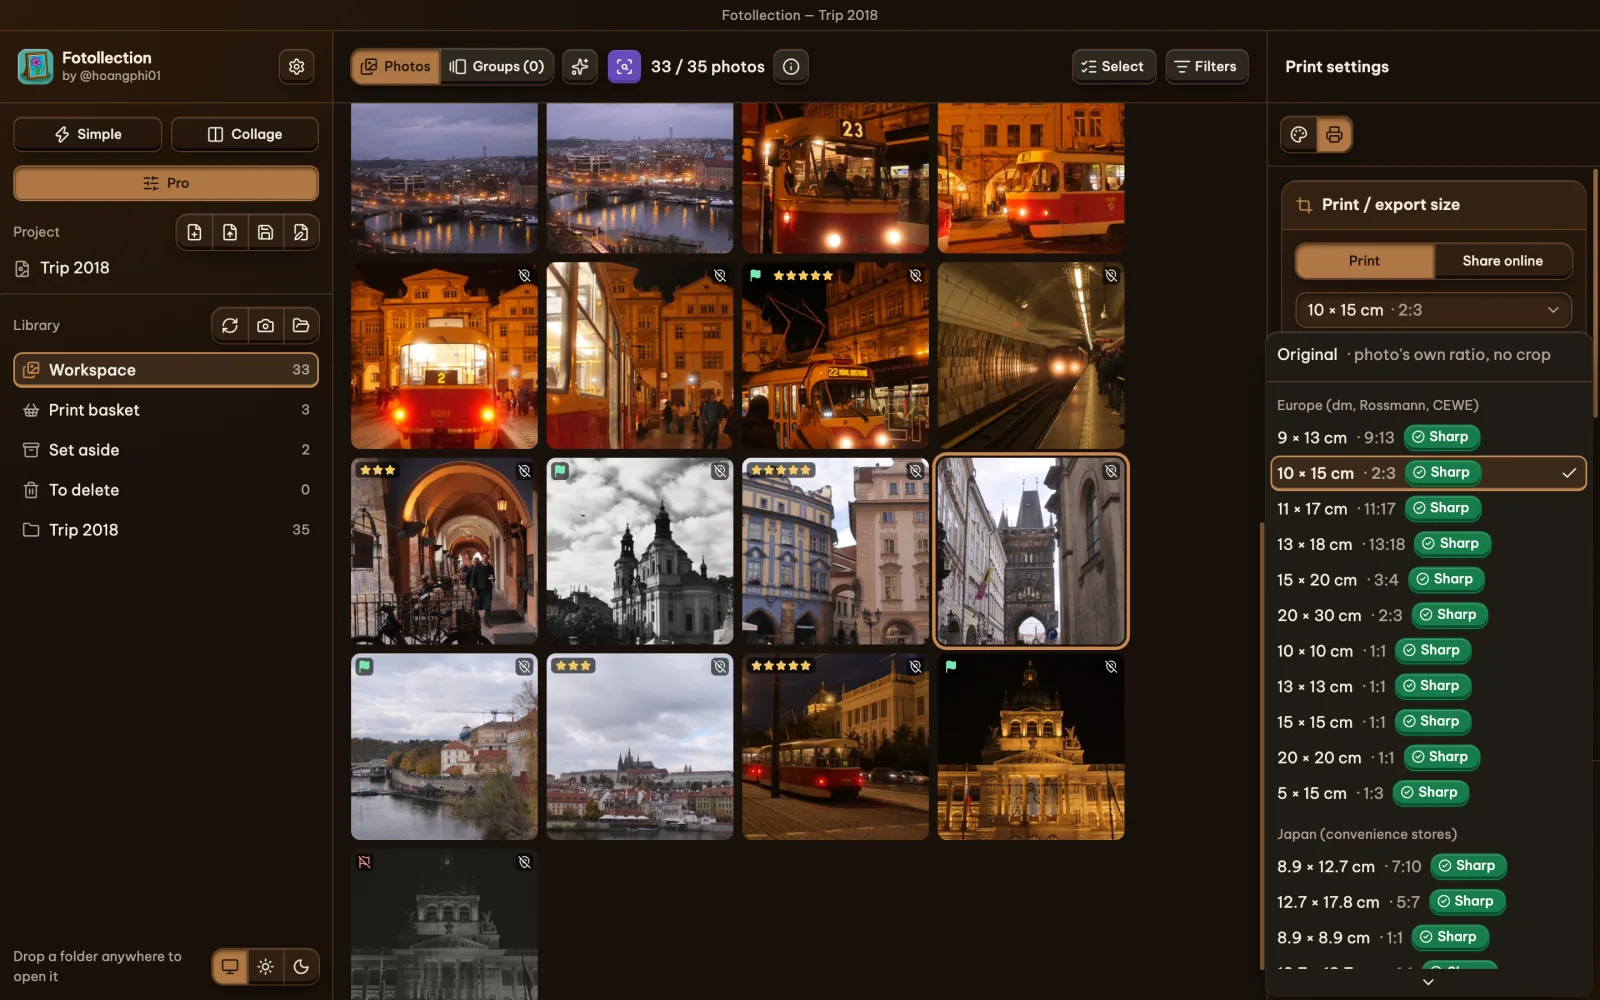 Fotollection — Trip 2018
Fotollection
by @hoangphi01
Simple
Collage
Pro
Project
Trip 2018
Library
Workspace 33
Print basket 3
Set aside 2
To delete 0
Trip 2018 35
Drop a folder anywhere to
open it
Photos
Groups (0)
33 / 35 photos
Select
Filters
23
2
8281
22
Print settings
Print / export size
Print
Share online
10 × 15 cm · 2:3
Original · photo's own ratio, no crop
Europe (dm, Rossmann, CEWE)
9 × 13 cm · 9:13 Sharp
10 × 15 cm · 2:3 Sharp
11 × 17 cm · 11:17 Sharp
13 × 18 cm · 13:18 Sharp
15 × 20 cm · 3:4 Sharp
20 × 30 cm · 2:3 Sharp
10 × 10 cm · 1:1 Sharp
13 × 13 cm · 1:1 Sharp
15 × 15 cm · 1:1 Sharp
20 × 20 cm · 1:1 Sharp
5 × 15 cm · 1:3 Sharp
Japan (convenience stores)
8.9 × 12.7 cm · 7:10 Sharp
12.7 × 17.8 cm · 5:7 Sharp
8.9 × 8.9 cm · 1:1 Sharp